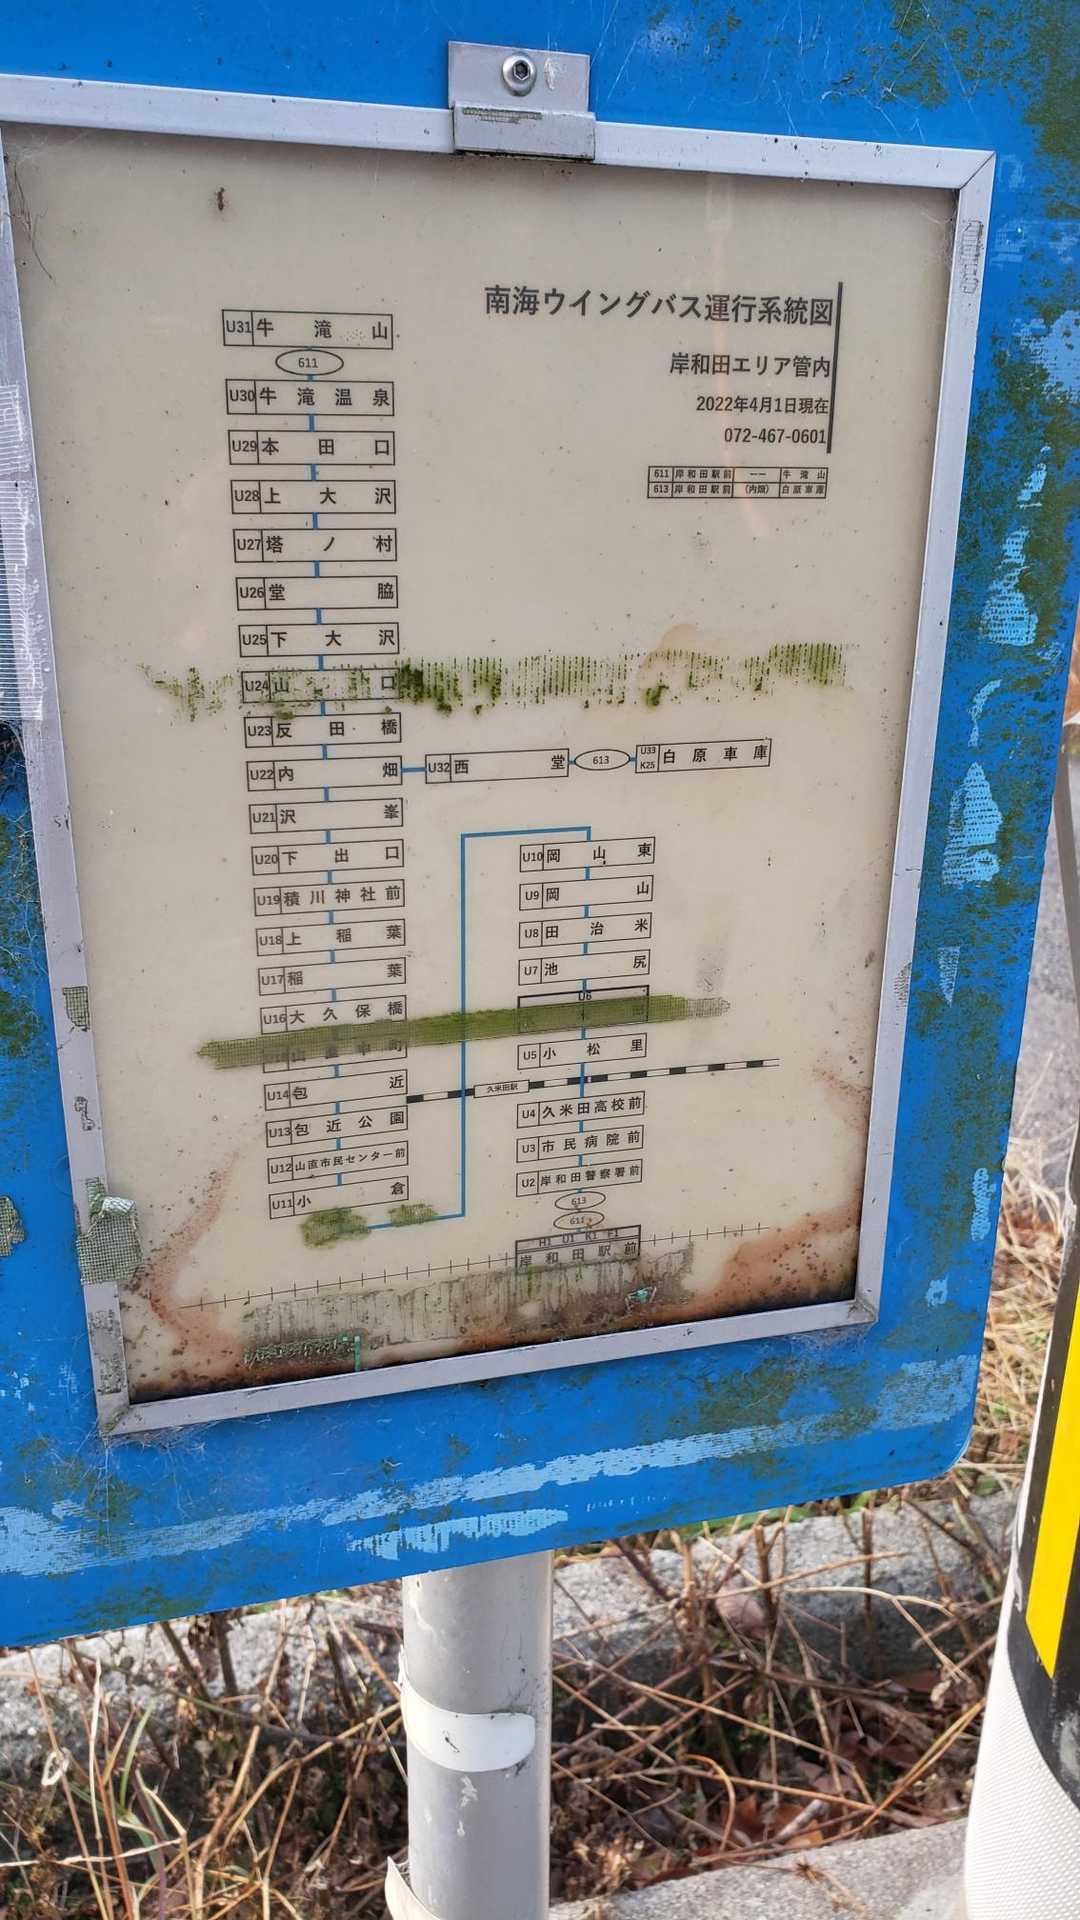 南海ウイングバス運行系統図
岸和田エリア管内
2022年4月1日現在
072-467-0601
611 岸和田駅前 ーー 牛滝山
613 岸和田駅前 (内畑) 白原車庫
U31 牛滝山
611
U30 牛滝温泉
U29 本田口
U28 上大沢
U27 塔ノ村
U26 堂脇
U25 下大沢
U24 山口
U23 反田橋
U22 内畑
U32 西堂
613
U33 K25 白原車庫
U21 沢峯
U20 下出口
U19 積川神社前
U18 上稲葉
U17 稲葉
U16 大久保橋
町
U14 包近
U13 包近公園
U12 山直市民センター前
U11 小倉
U10 岡山東
U9 岡山
U8 田治米
U7 池尻
U6
U5 小松里
久米田駅
U4 久米田高校前
U3 市民病院前
U2 岸和田警察署前
613
611
H1 U1 K1 F1
岸和田駅前